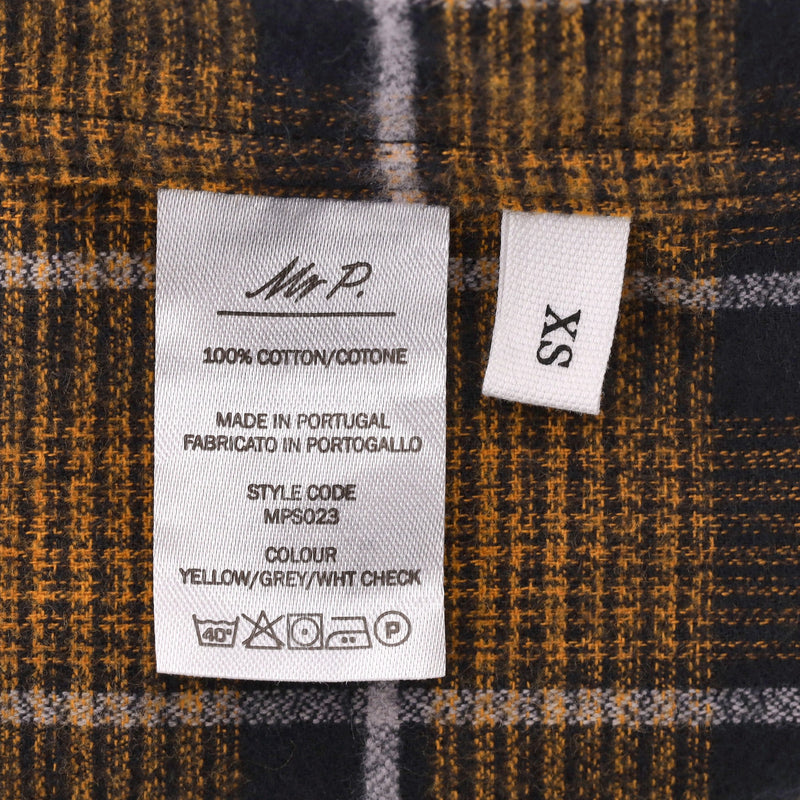 Mr P.
100% COTTON/COTONE
MADE IN PORTUGAL
FABRICATO IN PORTOGALLO
STYLE CODE
MPS023
COLOUR
YELLOW/GREY/WHT CHECK
40° P
XS